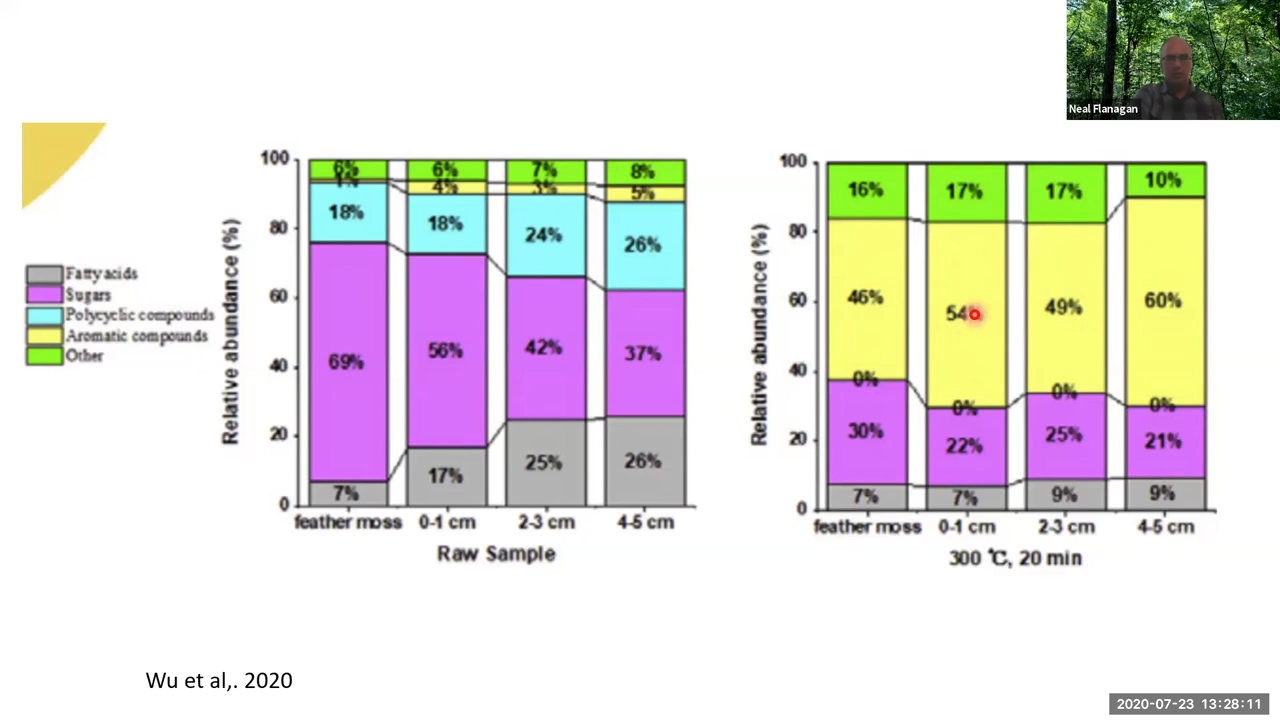 Neal Flanagan
Fatty acids
Sugars
Polycyclic compounds
Aromatic compounds
Other
Relative abundance (%)
100
80
60
40
20
0
6%
1%
18%
69%
7%
6%
4%
18%
56%
17%
7%
3%
24%
42%
25%
8%
5%
26%
37%
26%
feather moss
0-1 cm
2-3 cm
4-5 cm
Raw Sample
Relative abundance (%)
100
80
60
40
20
0
16%
46%
0%
30%
7%
17%
54%
0%
22%
7%
17%
49%
0%
25%
9%
10%
60%
0%
21%
9%
feather moss
0-1 cm
2-3 cm
4-5 cm
300 ℃, 20 min
Wu et al,. 2020
2020-07-23 13:28:11